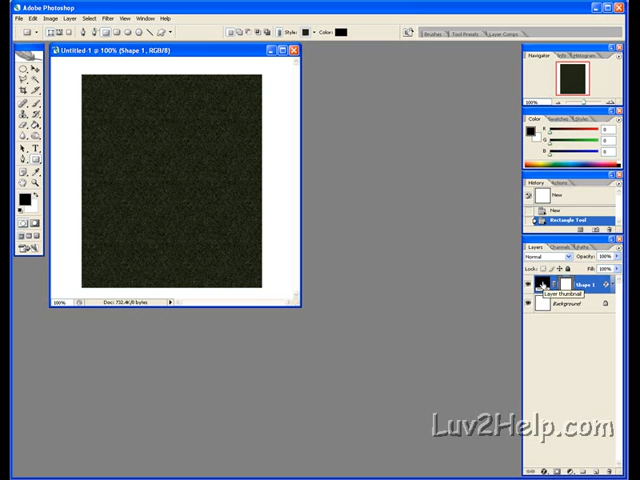 Adobe Photoshop
File Edit Image Layer Select Filter View Window Help
Style: Color: Brushes Tool Presets Layer Comps
Untitled-1 @ 100% (Shape 1, RGB/8)
Navigator Info Histogram
100%
Color Swatches Styles
R 0
G 0
B 0
History Actions
New
New
Rectangle Tool
Layers Channels Paths
Normal Opacity: 100%
Lock: Fill: 100%
Shape 1
Layer thumbnail
Background
100% Doc: 732.4K/0 bytes
Luv2Help.com